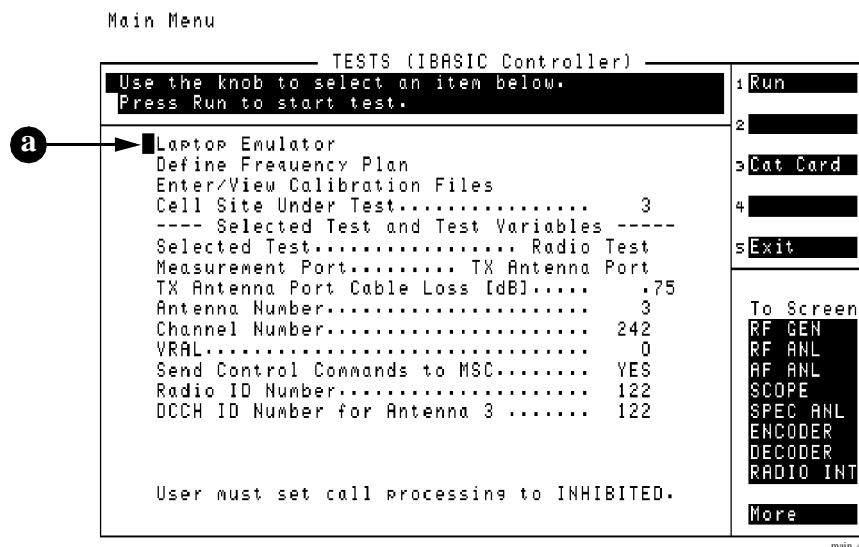 Main Menu
TESTS (IBASIC Controller)
Use the knob to select an item below.
Press Run to start test.
a
Laptop Emulator
Define Frequency Plan
Enter/View Calibration Files
Cell Site Under Test................ 3
---- Selected Test and Test Variables -----
Selected Test.................. Radio Test
Measurement Port......... TX Antenna Port
TX Antenna Port Cable Loss [dB]..... .75
Antenna Number....................... 3
Channel Number....................... 242
VRAL................................. 0
Send Control Commands to MSC........ YES
Radio ID Number...................... 122
DCCH ID Number for Antenna 3 ....... 122
User must set call processing to INHIBITED.
1 Run
2
3 Cat Card
4
5 Exit
To Screen
RF GEN
RF ANL
AF ANL
SCOPE
SPEC ANL
ENCODER
DECODER
RADIO INT
More